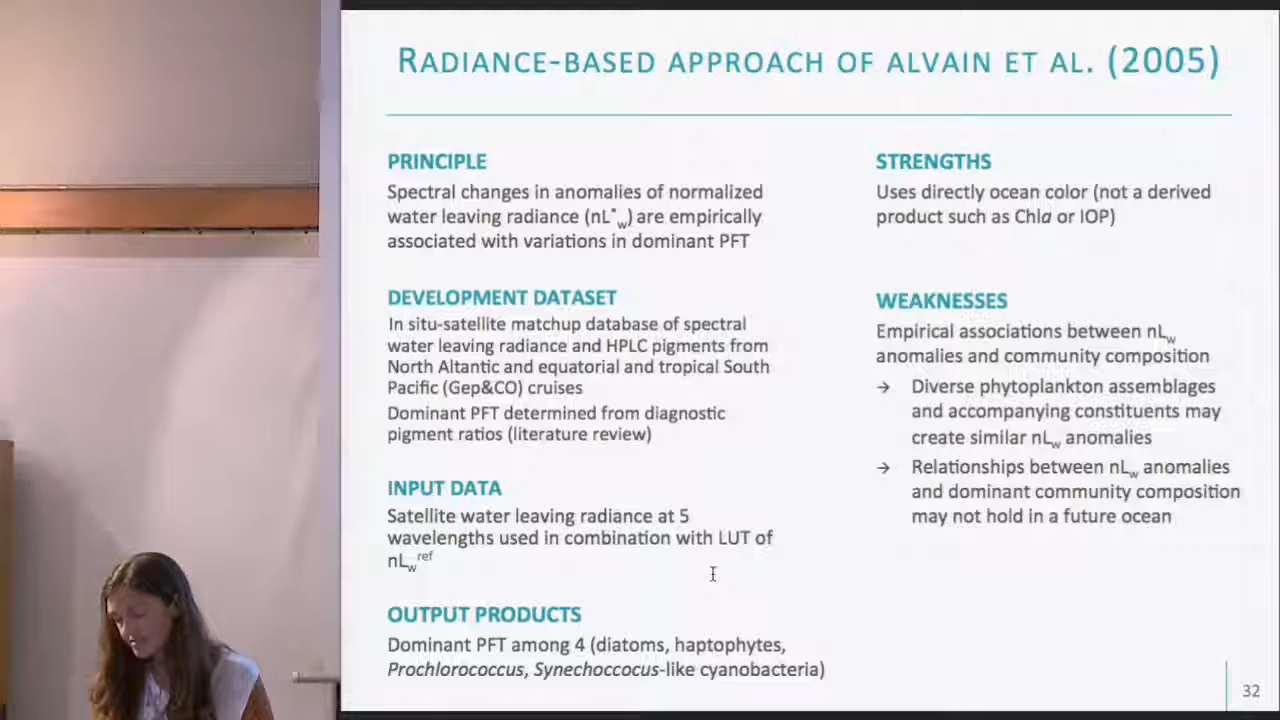 RADIANCE-BASED APPROACH OF ALVAIN ET AL. (2005)
PRINCIPLE
Spectral changes in anomalies of normalized
water leaving radiance (nL*w) are empirically
associated with variations in dominant PFT
DEVELOPMENT DATASET
In situ-satellite matchup database of spectral
water leaving radiance and HPLC pigments from
North Altantic and equatorial and tropical South
Pacific (Gep&CO) cruises
Dominant PFT determined from diagnostic
pigment ratios (literature review)
INPUT DATA
Satellite water leaving radiance at 5
wavelengths used in combination with LUT of
nLw ref
OUTPUT PRODUCTS
Dominant PFT among 4 (diatoms, haptophytes,
Prochlorococcus, Synechoccocus-like cyanobacteria)
STRENGTHS
Uses directly ocean color (not a derived
product such as Chla or IOP)
WEAKNESSES
Empirical associations between nLw
anomalies and community composition
→ Diverse phytoplankton assemblages
and accompanying constituents may
create similar nLw anomalies
→ Relationships between nLw anomalies
and dominant community composition
may not hold in a future ocean
32